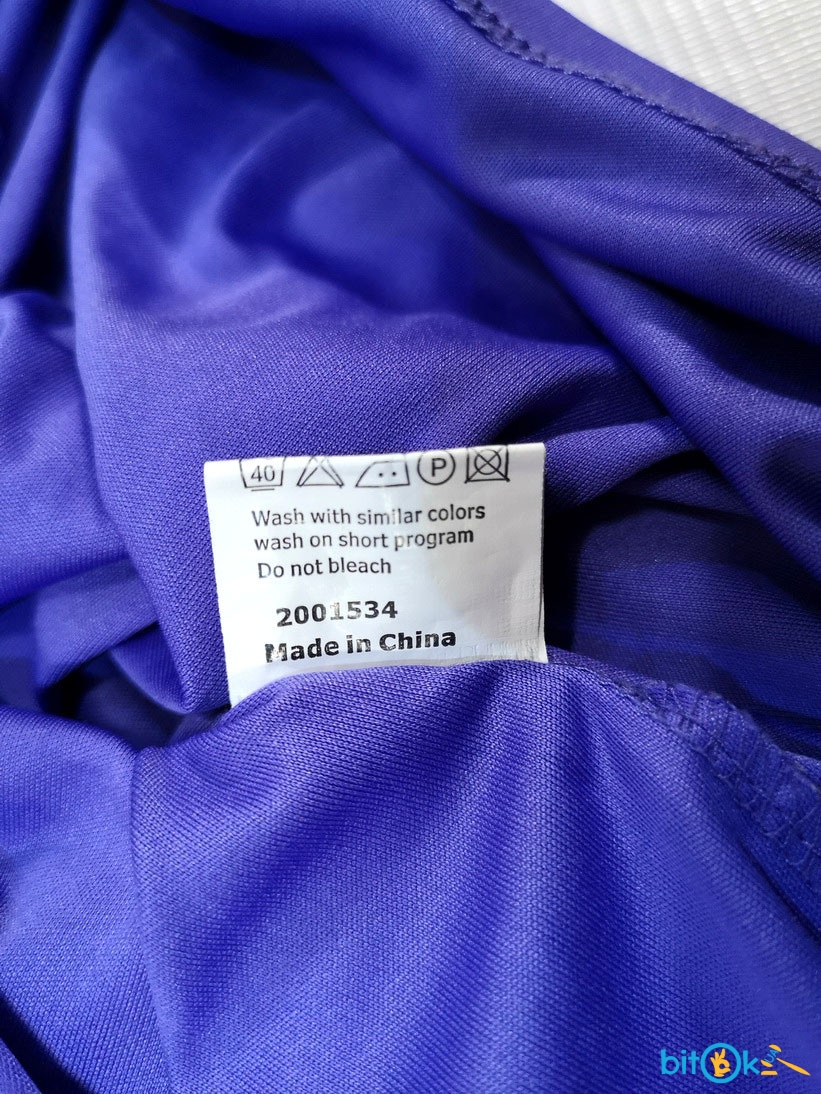 40 P
Wash with similar colors
wash on short program
Do not bleach
2001534
Made in China
bitok